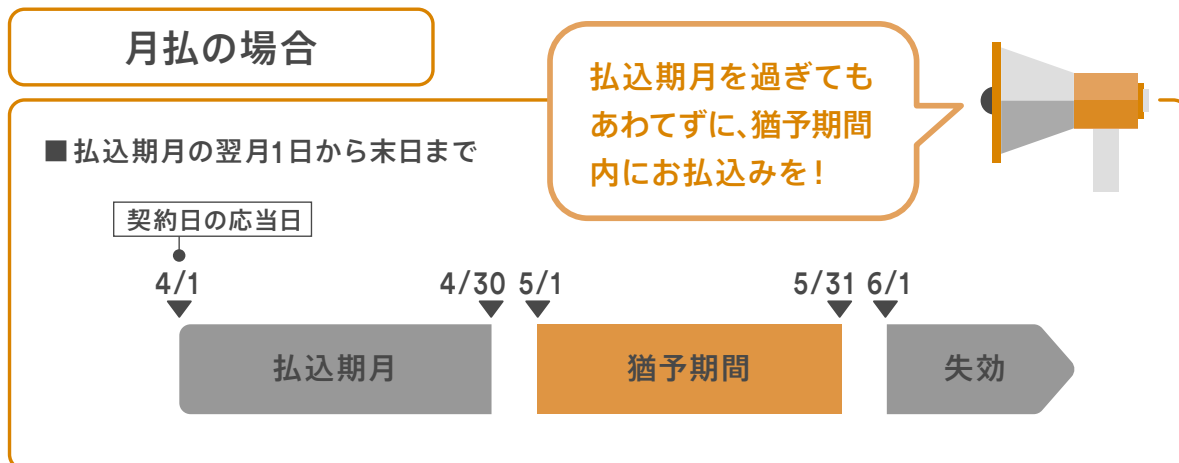 月払の場合
払込期月を過ぎても
あわてずに、猶予期間
内にお払込みを！
■払込期月の翌月1日から末日まで
契約日の応当日
4/1 4/30 5/1 5/31 6/1
払込期月 猶予期間 失効